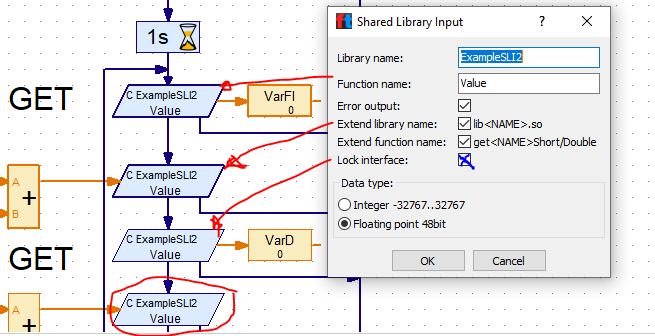 1s
GET
C ExampleSLI2
Value
VarFl
0
A
B
+
C ExampleSLI2
Value
GET
C ExampleSLI2
Value
VarD
0
A
+
C ExampleSLI2
Value
ft
Shared Library Input
?
Library name:
ExampleSLI2
Function name:
Value
Error output:
Extend library name:
lib<NAME>.so
Extend function name:
get<NAME>Short/Double
Lock interface:
Data type:
Integer -32767..32767
Floating point 48bit
OK
Cancel